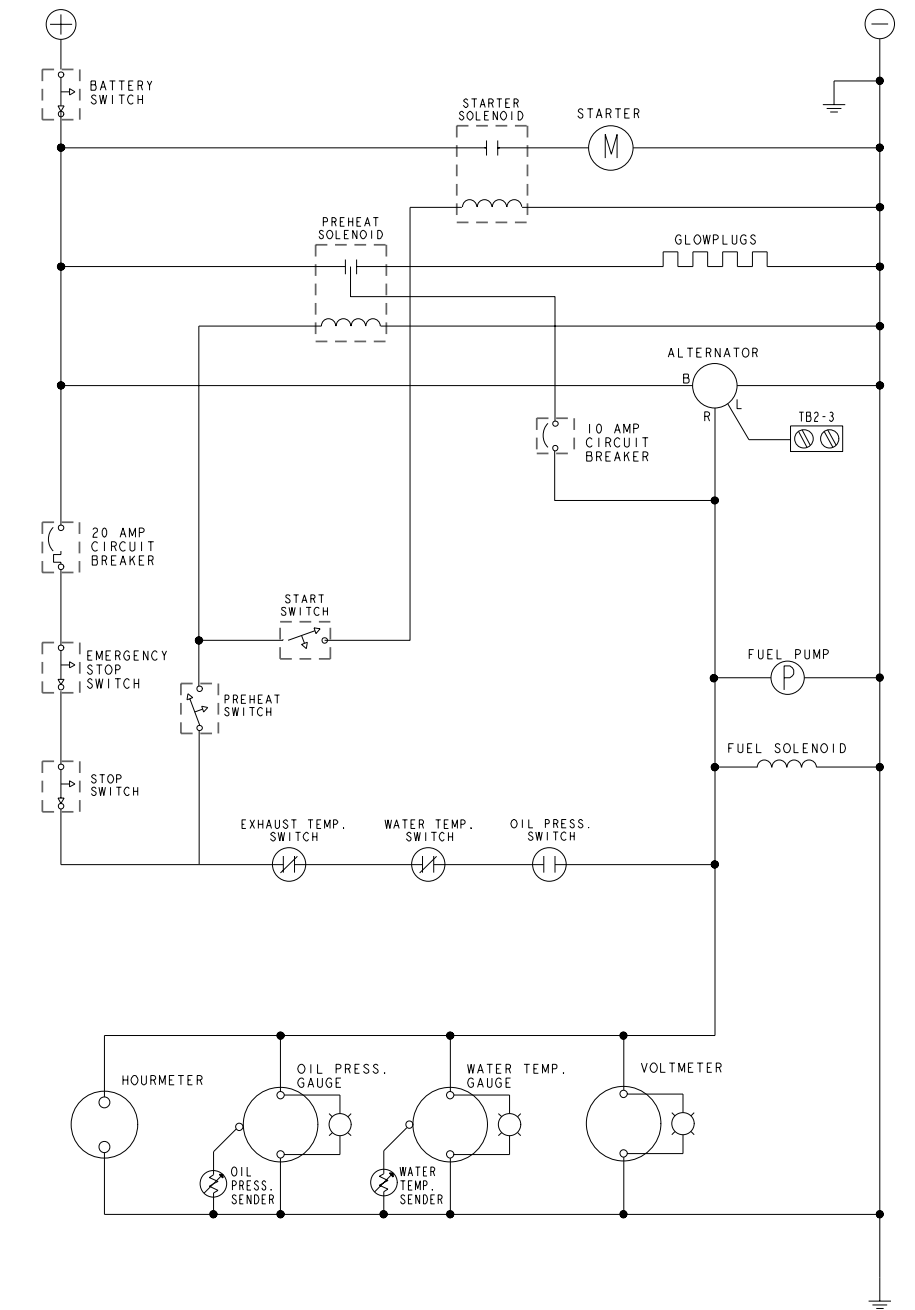 BATTERY
SWITCH
STARTER
SOLENOID
STARTER
M
PREHEAT
SOLENOID
GLOWPLUGS
ALTERNATOR
B
L
R
TB2-3
10 AMP
CIRCUIT
BREAKER
20 AMP
CIRCUIT
BREAKER
START
SWITCH
EMERGENCY
STOP
SWITCH
PREHEAT
SWITCH
FUEL PUMP
P
FUEL SOLENOID
STOP
SWITCH
EXHAUST TEMP.
SWITCH
WATER TEMP.
SWITCH
OIL PRESS.
SWITCH
HOURMETER
OIL PRESS.
GAUGE
WATER TEMP.
GAUGE
VOLTMETER
OIL
PRESS.
SENDER
WATER
TEMP.
SENDER